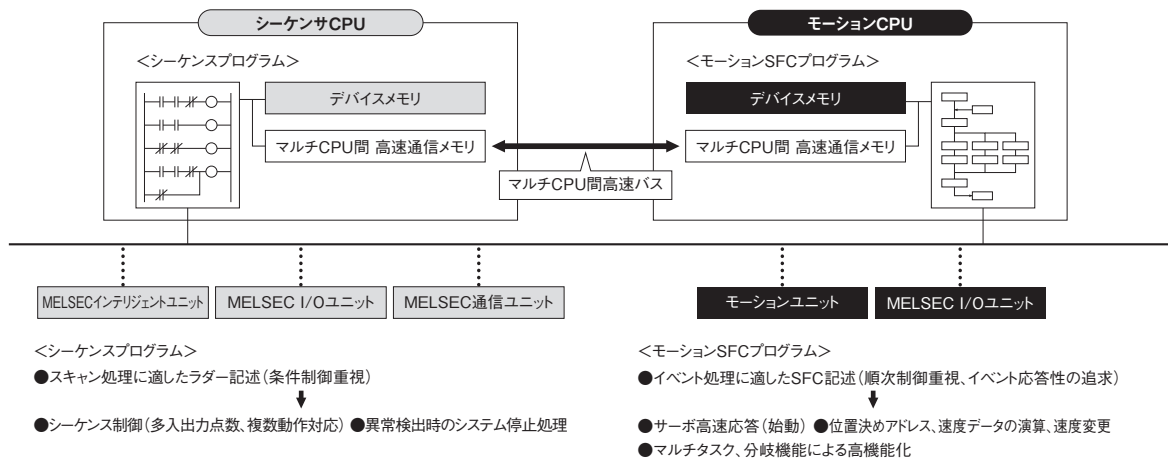 シーケンサCPU
<シーケンスプログラム>
デバイスメモリ
マルチCPU間 高速通信メモリ
マルチCPU間高速バス
モーションCPU
<モーションSFCプログラム>
デバイスメモリ
マルチCPU間 高速通信メモリ
MELSECインテリジェントユニット
MELSEC I/Oユニット
MELSEC通信ユニット
モーションユニット
MELSEC I/Oユニット
<シーケンスプログラム>
●スキャン処理に適したラダー記述(条件制御重視)
●シーケンス制御(多入出力点数、複数動作対応) ●異常検出時のシステム停止処理
<モーションSFCプログラム>
●イベント処理に適したSFC記述(順次制御重視、イベント応答性の追求)
●サーボ高速応答(始動) ●位置決めアドレス、速度データの演算、速度変更
●マルチタスク、分岐機能による高機能化